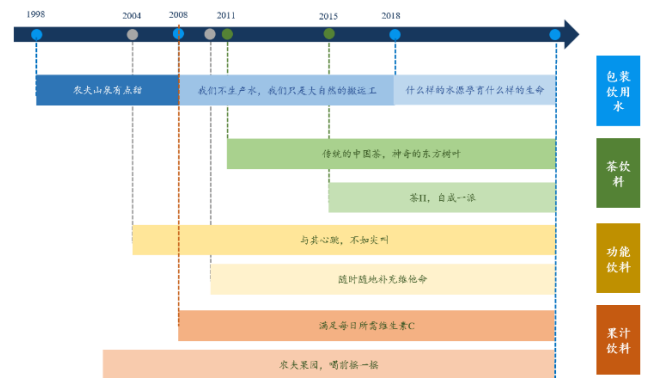 1998
2004
2008
2011
2015
2018
农夫山泉有点甜
我们不生产水，我们只是大自然的搬运工
什么样的水源孕育什么样的生命
包装
饮用
水
传统的中国茶，神奇的东方树叶
茶饮
料
茶Π，自成一派
与其心跳，不如尖叫
功能
饮料
随时随地补充维他命
满足每日所需维生素C
果汁
饮料
农夫果园，喝前摇一摇